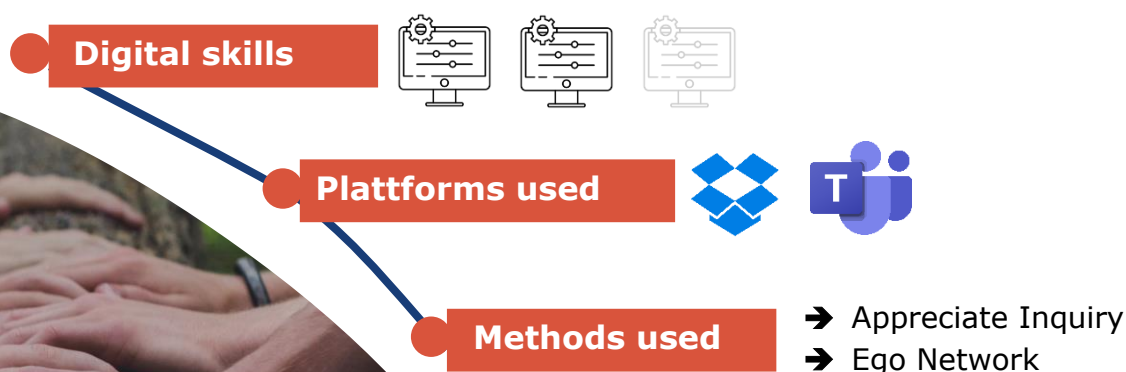 Digital skills
Plattforms used
T
Methods used
➔ Appreciate Inquiry
➔ Ego Network